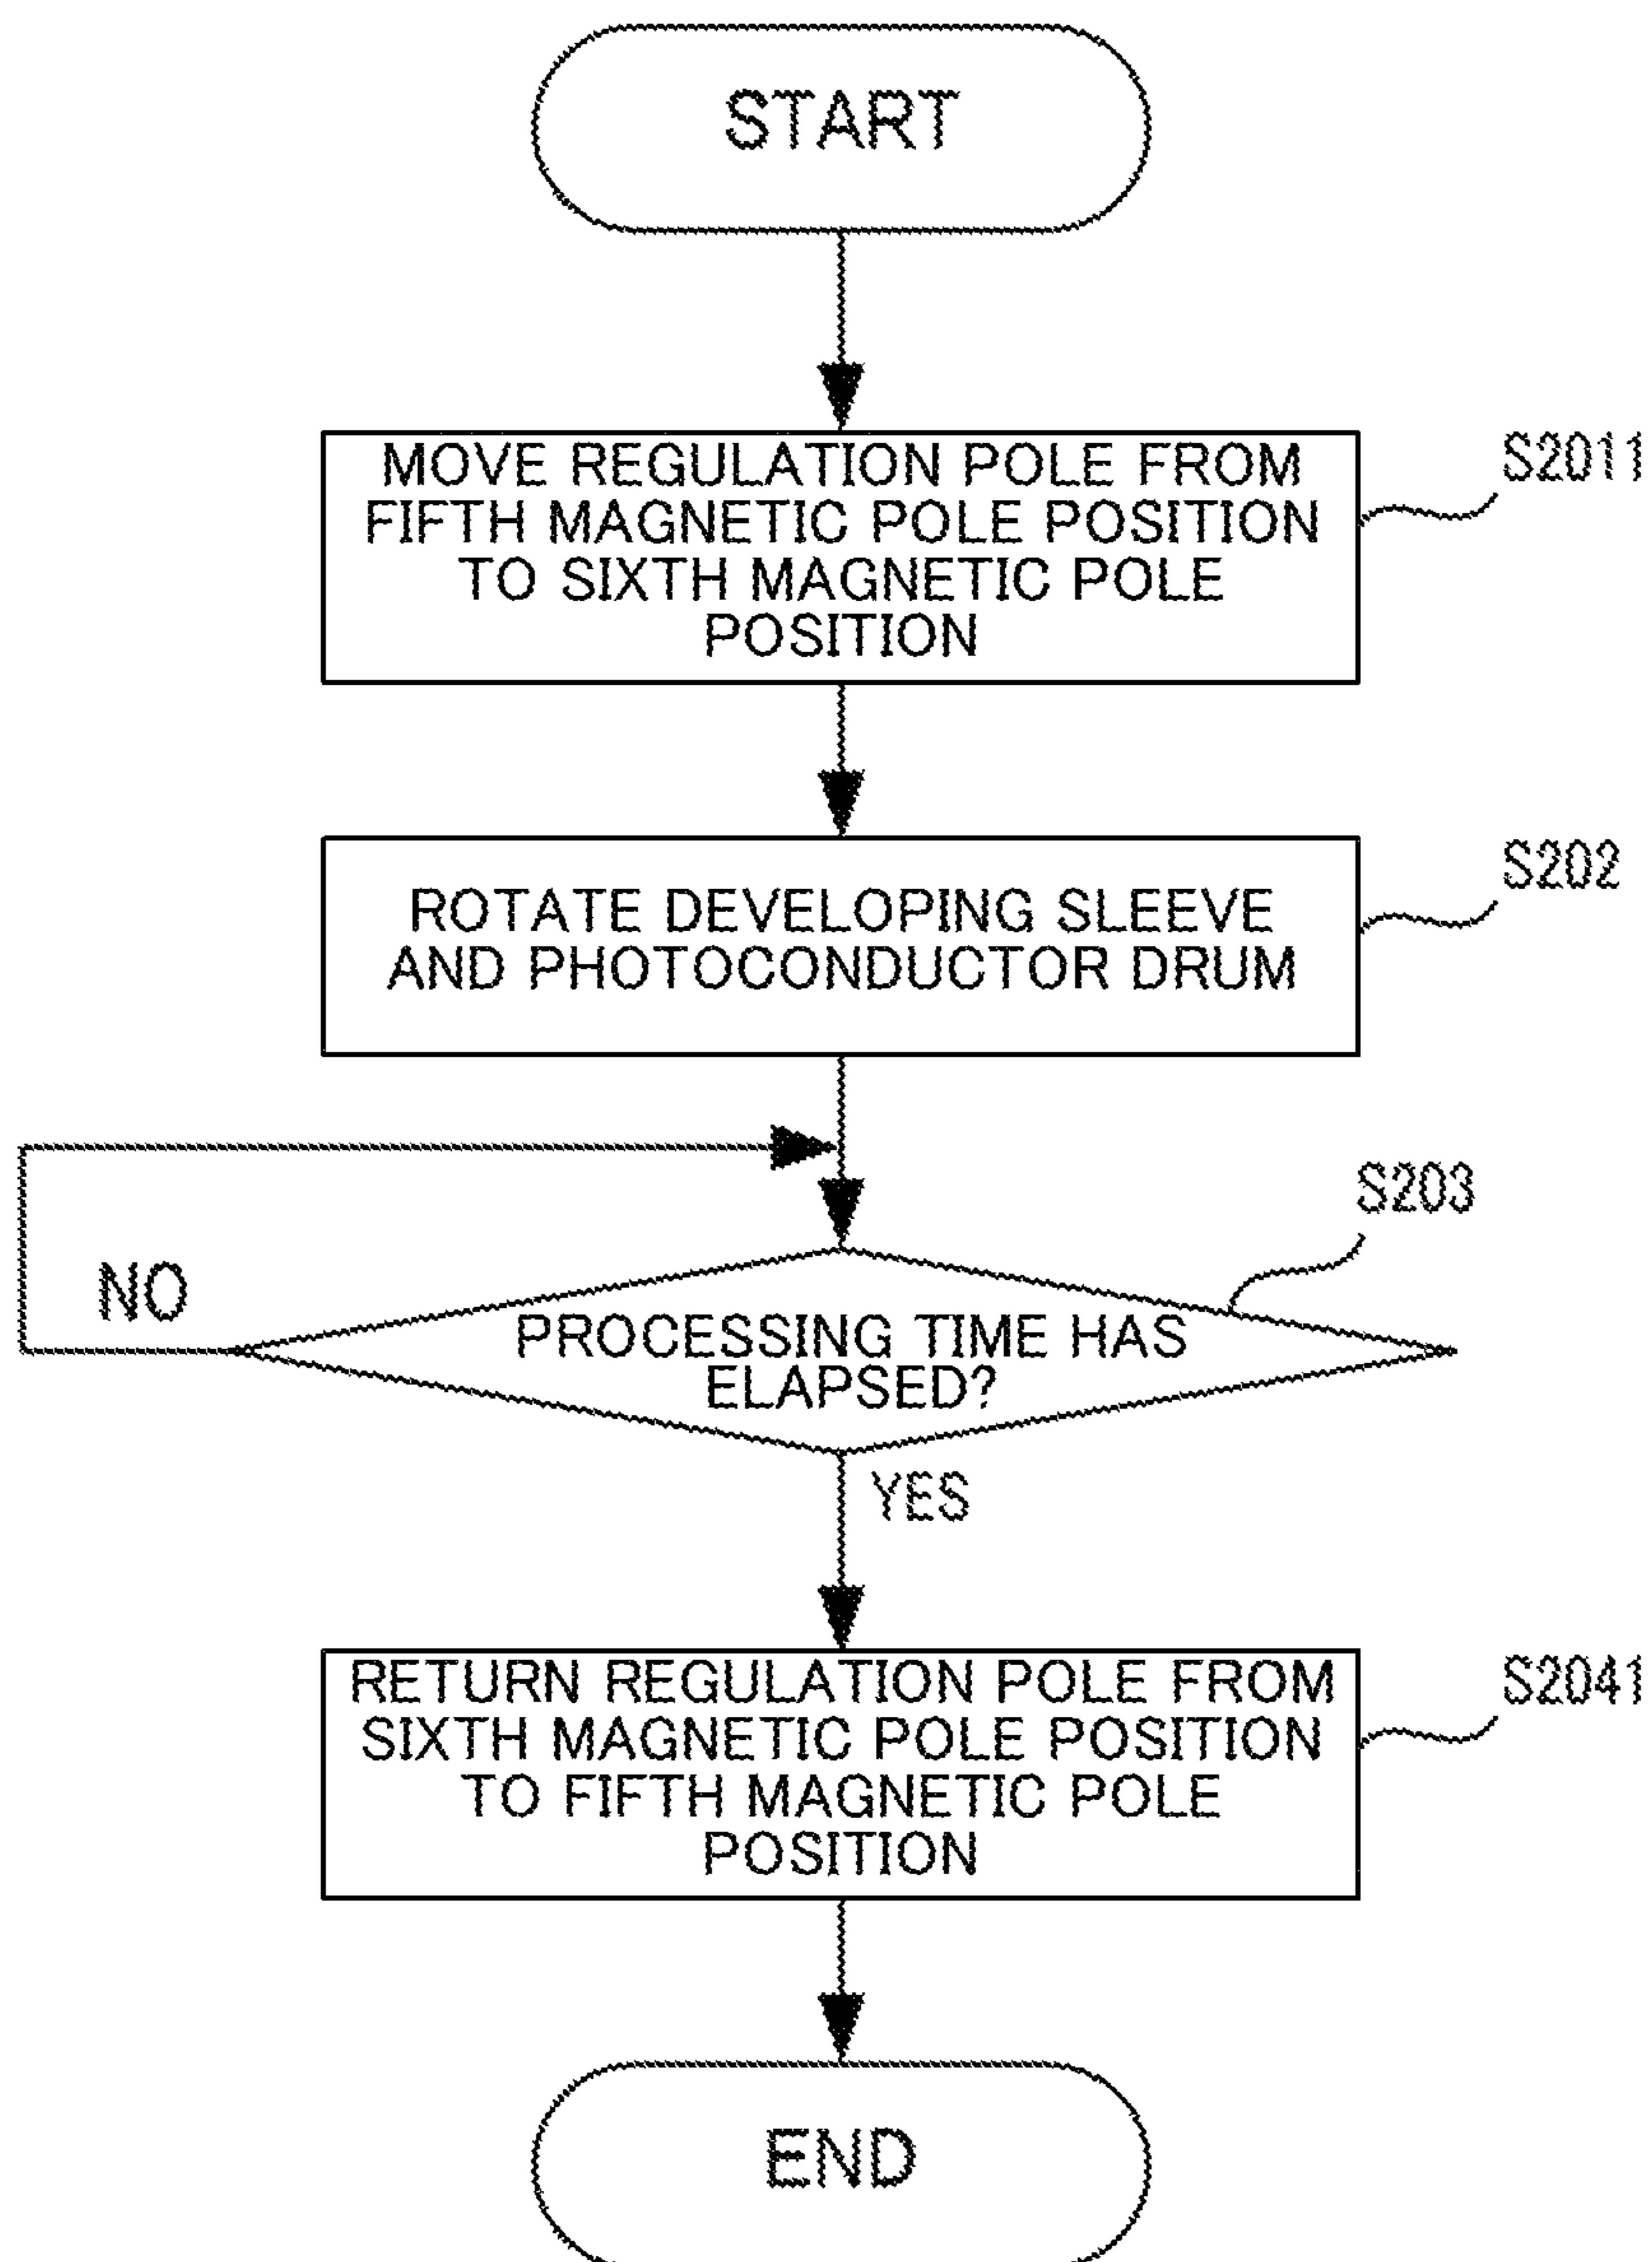 START
MOVE REGULATION POLE FROM
FIFTH MAGNETIC POLE POSITION
TO SIXTH MAGNETIC POLE
POSITION
S2011
ROTATE DEVELOPING SLEEVE
AND PHOTOCONDUCTOR DRUM
S202
S203
NO
PROCESSING TIME HAS
ELAPSED?
YES
RETURN REGULATION POLE FROM
SIXTH MAGNETIC POLE POSITION
TO FIFTH MAGNETIC POLE
POSITION
S2041
END